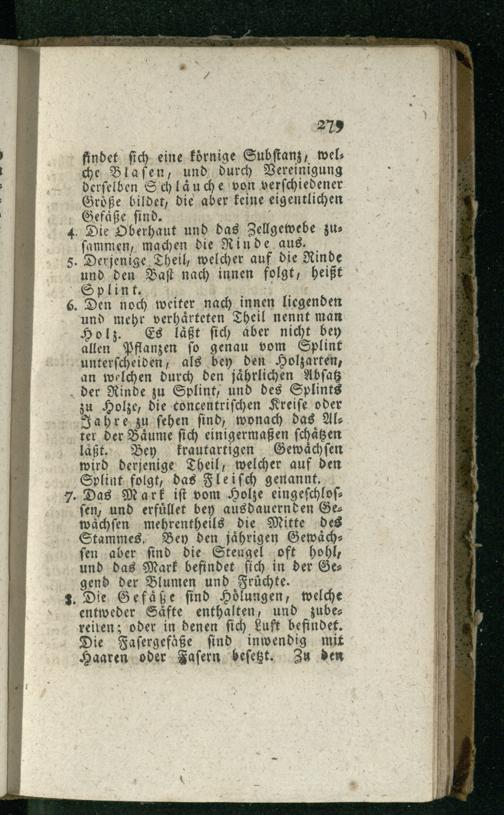 279
findet sich eine körnige Substanz, wel-
che Blasen, und durch Vereinigung
derselben Schläuche von verschiedener
Größe bildet, die aber keine eigentlichen
Gefäße sind.
4. Die Oberhaut und das Zellgewebe zu-
sammen, machen die Rinde aus.
5. Derjenige Theil, welcher auf die Rinde
und den Bast nach innen folgt, heißt
Splint.
6. Den noch weiter nach innen liegenden
und mehr verhärteten Theil nennt man
Holz. Es läßt sich aber nicht bey
allen Pflanzen so genau vom Splint
unterscheiden, als bey den Holzarten,
an welchen durch den jährlichen Absatz
der Rinde zu Splint, und des Splints
zu Holze, die concentrischen Kreise oder
Jahre zu sehen sind, wonach das Al-
ter der Bäume sich einigermaßen schätzen
läßt. Bey krautartigen Gewächsen
wird derjenige Theil, welcher auf den
Splint folgt, das Fleisch genannt.
7. Das Mark ist vom Holze eingeschlos-
sen, und erfüllet bey ausdauernden Ge-
wächsen mehrentheils die Mitte des
Stammes. Bey den jährigen Gewäch-
sen aber sind die Steugel oft hohl,
und das Mark befindet sich in der Ge-
gend der Blumen und Früchte.
8. Die Gefäße sind Hölungen, welche
entweder Säfte enthalten, und zube-
reiten; oder in denen sich Luft befindet.
Die Fasergefäße sind inwendig mit
Haaren oder Fasern besetzt. Zu den